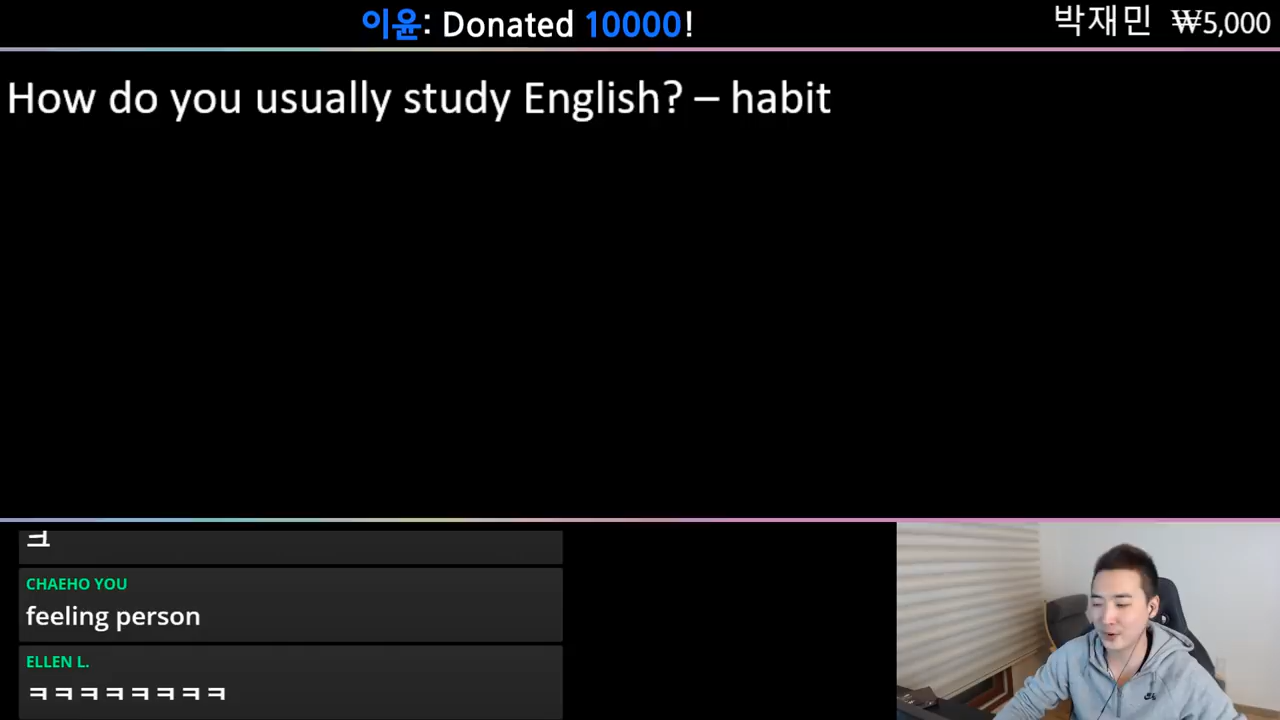 이윤: Donated 10000!
박재민 ₩5,000
How do you usually study English? – habit
ㅋ
CHAEHO YOU
feeling person
ELLEN L.
ㅋㅋㅋㅋㅋㅋㅋㅋ